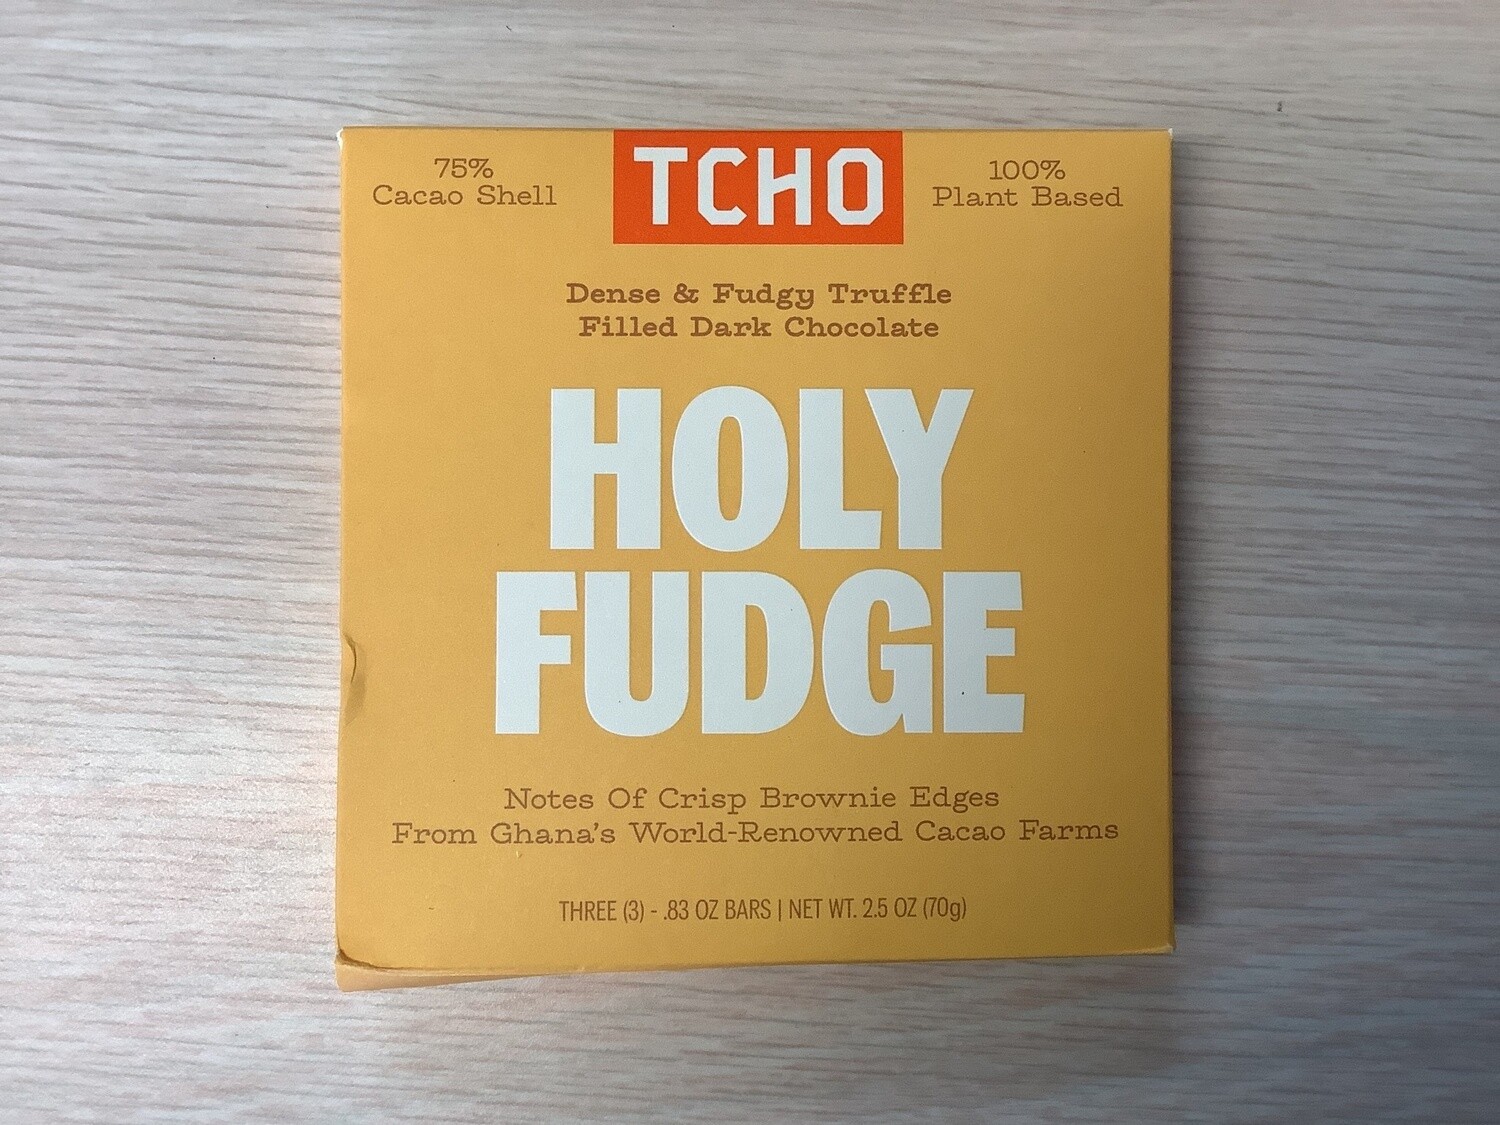 75%
Cacao Shell
TCHO
100%
Plant Based
Dense & Fudgy Truffle
Filled Dark Chocolate
HOLY
FUDGE
Notes Of Crisp Brownie Edges
From Ghana's World-Renowned Cacao Farms
THREE (3) - .83 OZ BARS | NET WT. 2.5 OZ (70g)